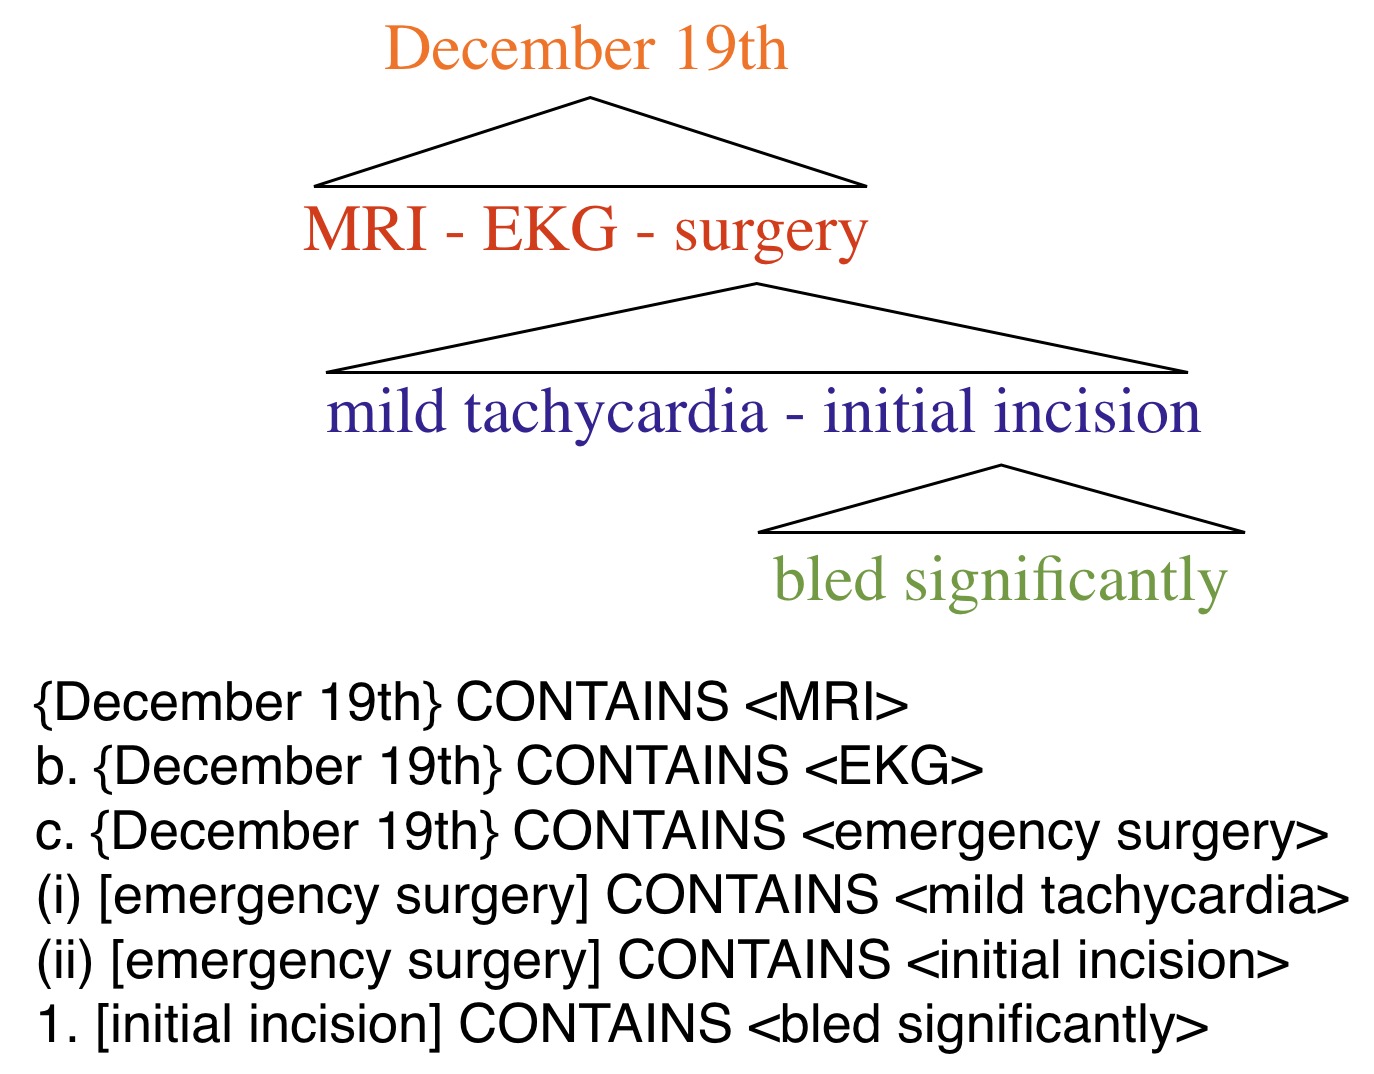 December 19th
MRI - EKG - surgery
mild tachycardia - initial incision
bled significantly
{December 19th} CONTAINS <MRI>
b. {December 19th} CONTAINS <EKG>
c. {December 19th} CONTAINS <emergency surgery>
(i) [emergency surgery] CONTAINS <mild tachycardia>
(ii) [emergency surgery] CONTAINS <initial incision>
1. [initial incision] CONTAINS <bled significantly>